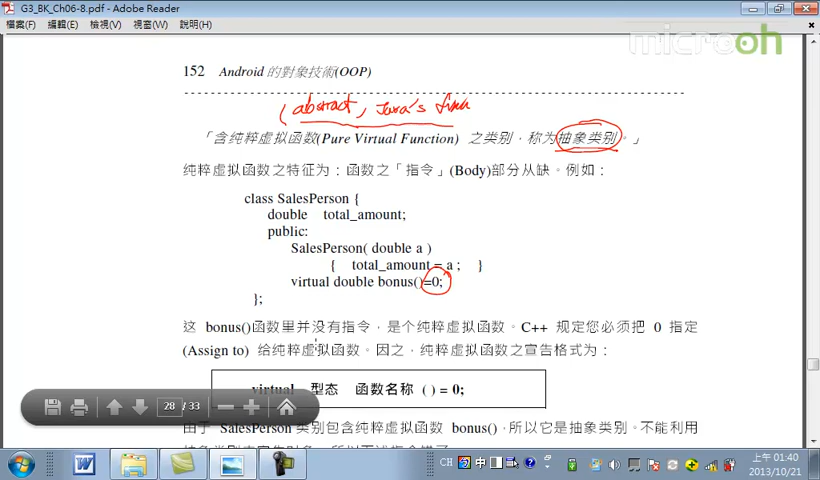 G3_BK_Ch06-8.pdf - Adobe Reader
檔案(F) 編輯(E) 檢視(V) 視窗(W) 說明(H)
microoh
152 Android 的對象技術(OOP)
(abstract, Java's
「含纯粹虚拟函数(Pure Virtual Function) 之类别，称为抽象类别。」
纯粹虚拟函数之特征为：函数之「指令」(Body)部分从缺。例如：
class SalesPerson {
double total_amount;
public:
SalesPerson( double a )
{ total_amount = a ; }
virtual double bonus()=0;
};
这 bonus()函数里并没有指令，是个纯粹虚拟函数。C++ 规定您必须把 0 指定
(Assign to) 给纯粹虚拟函数。因之，纯粹虚拟函数之宣告格式为：
virtual 型态 函数名称 ( ) = 0;
28 / 33
由于 SalesPerson 类别包含纯粹虚拟函数 bonus()，所以它是抽象类别。不能利用
CH 中
上午 01:40
2013/10/21